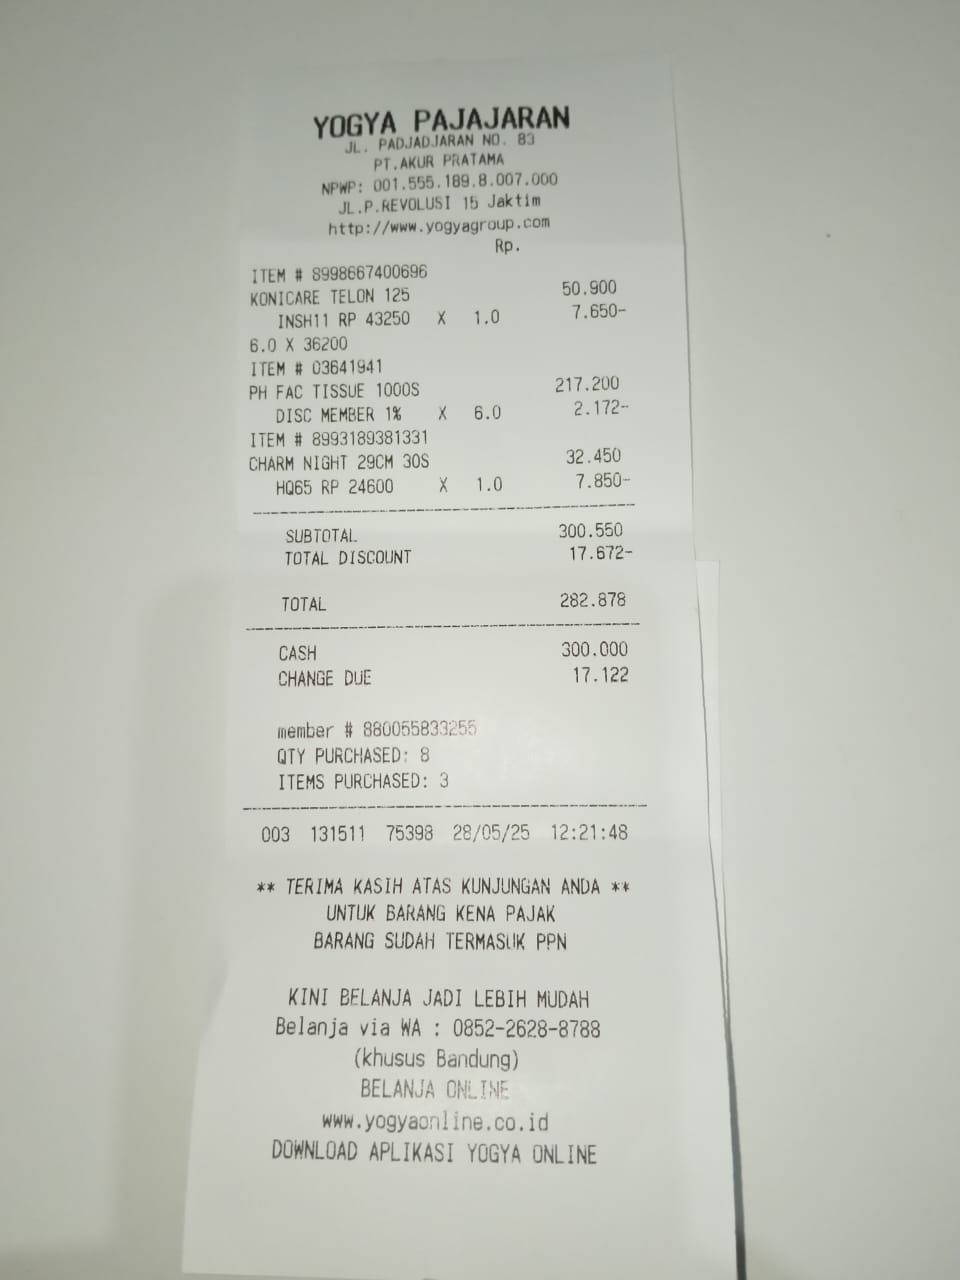 YOGYA PAJAJARAN
JL. PADJADJARAN NO. 83
PT.AKUR PRATAMA
NPWP: 001.555.189.8.007.000
JL.P.REVOLUSI 15 Jaktim
http://www.yogyagroup.com
Rp.
ITEM # 8998667400696
KONICARE TELON 125 50.900
INSH11 RP 43250 X 1.0 7.650-
6.0 X 36200
ITEM # 03641941
PH FAC TISSUE 1000S 217.200
DISC MEMBER 1% X 6.0 2.172-
ITEM # 8993189381331
CHARM NIGHT 29CM 30S 32.450
HQ65 RP 24600 X 1.0 7.850-
SUBTOTAL 300.550
TOTAL DISCOUNT 17.672-
TOTAL 282.878
CASH 300.000
CHANGE DUE 17.122
member # 880055833255
QTY PURCHASED: 8
ITEMS PURCHASED: 3
003 131511 75398 28/05/25 12:21:48
** TERIMA KASIH ATAS KUNJUNGAN ANDA **
UNTUK BARANG KENA PAJAK
BARANG SUDAH TERMASUK PPN
KINI BELANJA JADI LEBIH MUDAH
Belanja via WA : 0852-2628-8788
(khusus Bandung)
BELANJA ONLINE
www.yogyaonline.co.id
DOWNLOAD APLIKASI YOGYA ONLINE